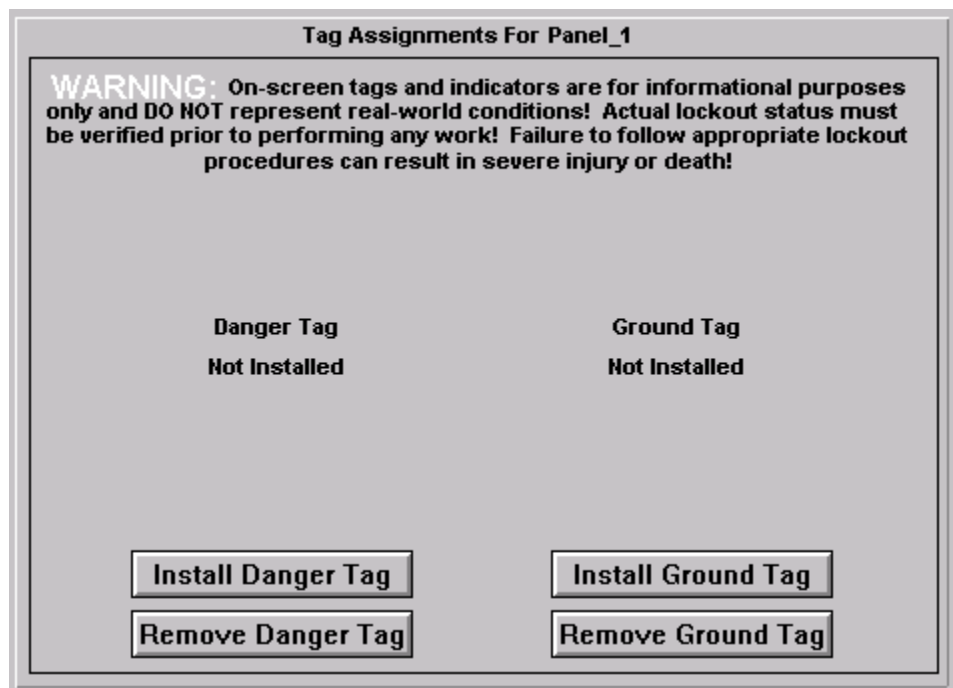 Tag Assignments For Panel_1
WARNING: On-screen tags and indicators are for informational purposes
only and DO NOT represent real-world conditions! Actual lockout status must
be verified prior to performing any work! Failure to follow appropriate lockout
procedures can result in severe injury or death!
Danger Tag Ground Tag
Not Installed Not Installed
Install Danger Tag Install Ground Tag
Remove Danger Tag Remove Ground Tag